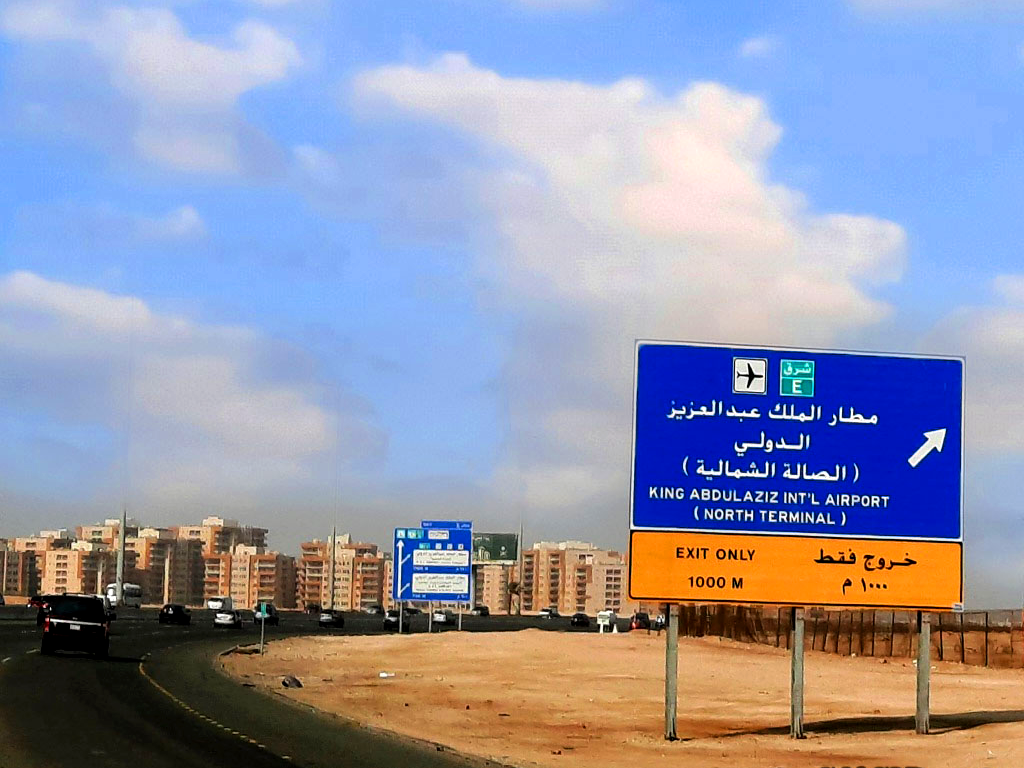 شرق
E
مطار الملك عبدالعزيز
الدولي
( الصالة الشمالية )
KING ABDULAZIZ INT'L AIRPORT
( NORTH TERMINAL )
EXIT ONLY خروج فقط
1000 M ١٠٠٠ م